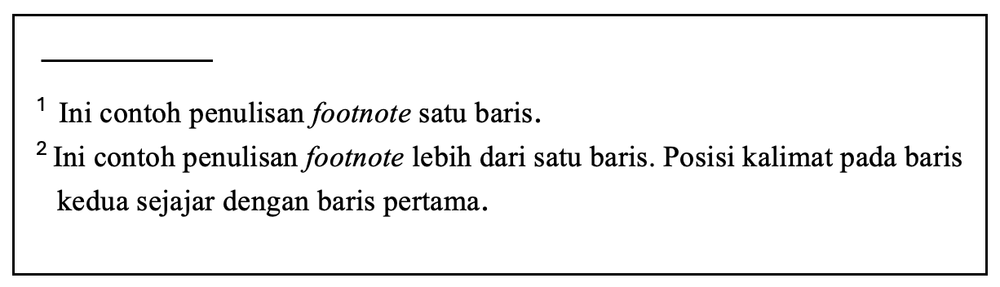 1 Ini contoh penulisan footnote satu baris.
2 Ini contoh penulisan footnote lebih dari satu baris. Posisi kalimat pada baris
kedua sejajar dengan baris pertama.